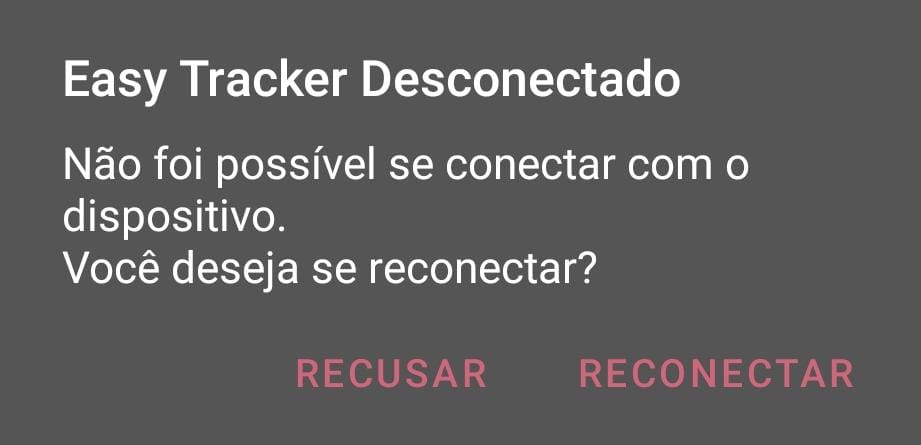 Easy Tracker Desconectado
Não foi possível se conectar com o
dispositivo.
Você deseja se reconectar?
RECUSAR RECONECTAR